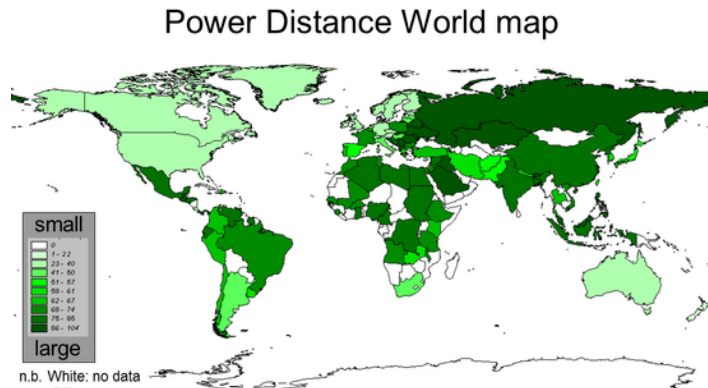 Power Distance World map
small
0
1 - 22
23 - 40
41 - 50
51 - 57
58 - 61
62 - 67
68 - 74
75 - 85
86 - 104
large
n.b. White: no data